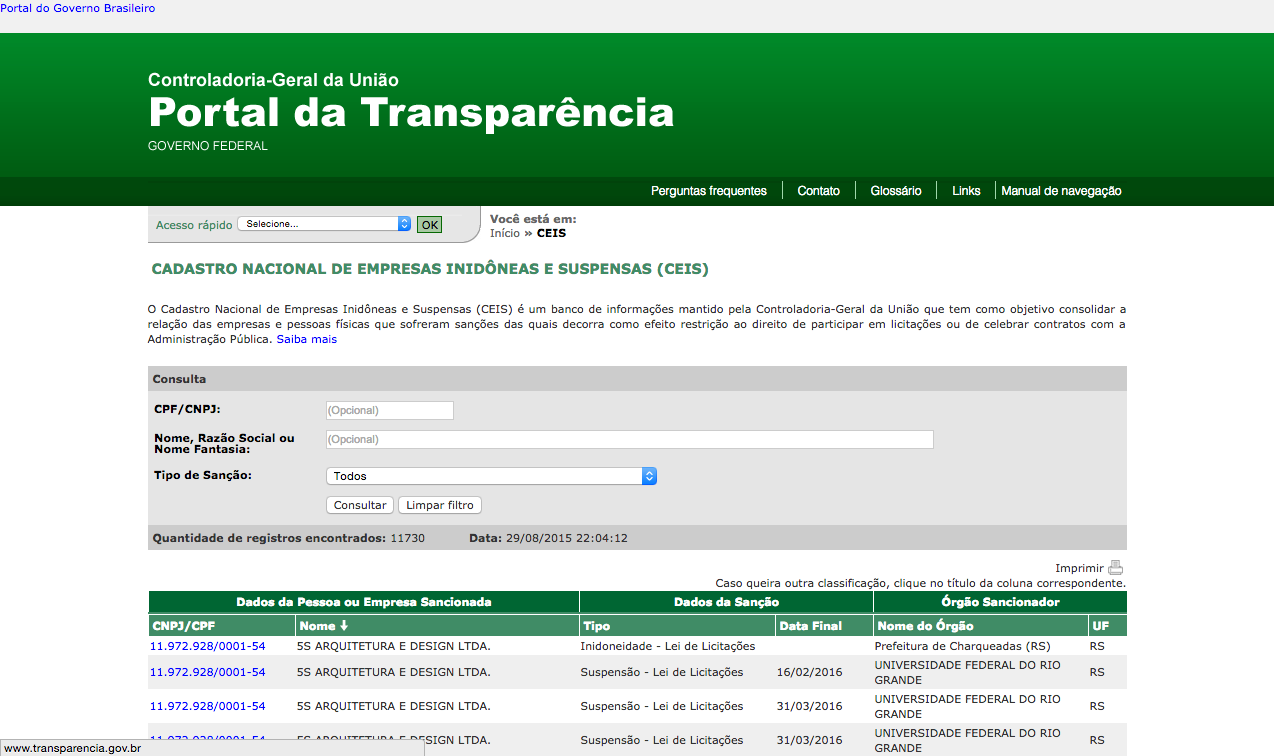 Portal do Governo Brasileiro
Controladoria-Geral da União
Portal da Transparência
GOVERNO FEDERAL
Perguntas frequentes Contato Glossário Links Manual de navegação
Acesso rápido Selecione... OK
Você está em:
Início » CEIS
CADASTRO NACIONAL DE EMPRESAS INIDÔNEAS E SUSPENSAS (CEIS)
O Cadastro Nacional de Empresas Inidôneas e Suspensas (CEIS) é um banco de informações mantido pela Controladoria-Geral da União que tem como objetivo consolidar a
relação das empresas e pessoas físicas que sofreram sanções das quais decorra como efeito restrição ao direito de participar em licitações ou de celebrar contratos com a
Administração Pública. Saiba mais
Consulta
CPF/CNPJ: (Opcional)
Nome, Razão Social ou
Nome Fantasia: (Opcional)
Tipo de Sanção: Todos
Consultar Limpar filtro
Quantidade de registros encontrados: 11730 Data: 29/08/2015 22:04:12
Imprimir
Caso queira outra classificação, clique no título da coluna correspondente.
Dados da Pessoa ou Empresa Sancionada Dados da Sanção Órgão Sancionador
CNPJ/CPF Nome Tipo Data Final Nome do Órgão UF
11.972.928/0001-54 5S ARQUITETURA E DESIGN LTDA. Inidoneidade - Lei de Licitações Prefeitura de Charqueadas (RS) RS
11.972.928/0001-54 5S ARQUITETURA E DESIGN LTDA. Suspensão - Lei de Licitações 16/02/2016 UNIVERSIDADE FEDERAL DO RIO GRANDE RS
11.972.928/0001-54 5S ARQUITETURA E DESIGN LTDA. Suspensão - Lei de Licitações 31/03/2016 UNIVERSIDADE FEDERAL DO RIO GRANDE RS
11.972.928/0001-54 5S ARQUITETURA E DESIGN LTDA. Suspensão - Lei de Licitações 31/03/2016 UNIVERSIDADE FEDERAL DO RIO GRANDE RS
www.transparencia.gov.br